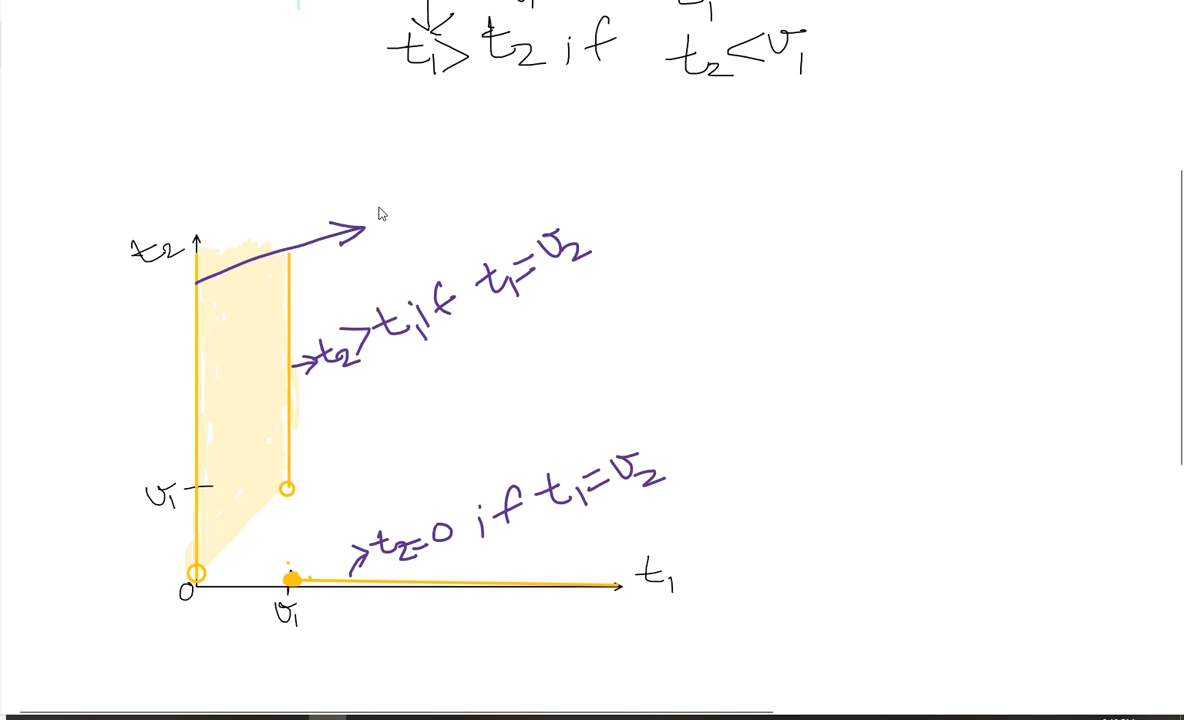 t₁>t₂ if t₂<v₁
t₂
t₂>t₁ if t₁=v₂
v₁
t₂=0 if t₁=v₂
0
v₁
t₁